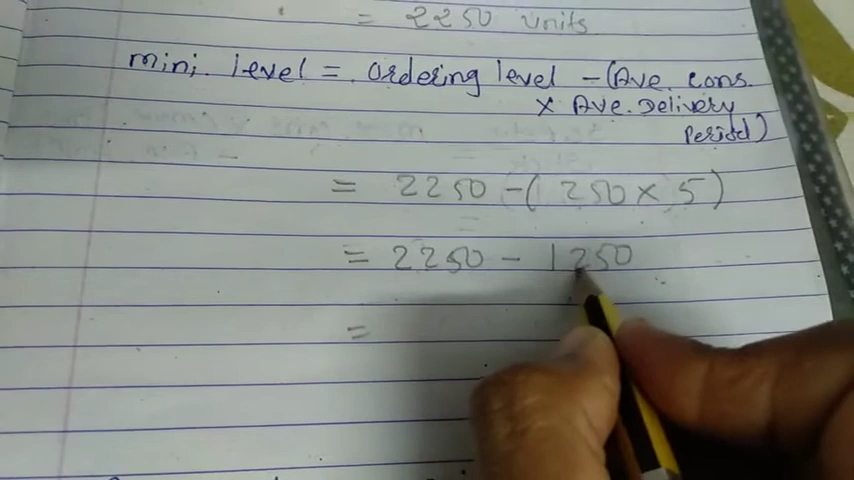 = 2250 units
mini. level = Ordering level - (Ave. cons.
x Ave. Delivery
Period)
= 2250 - (250 x 5)
= 2250 - 1250
=